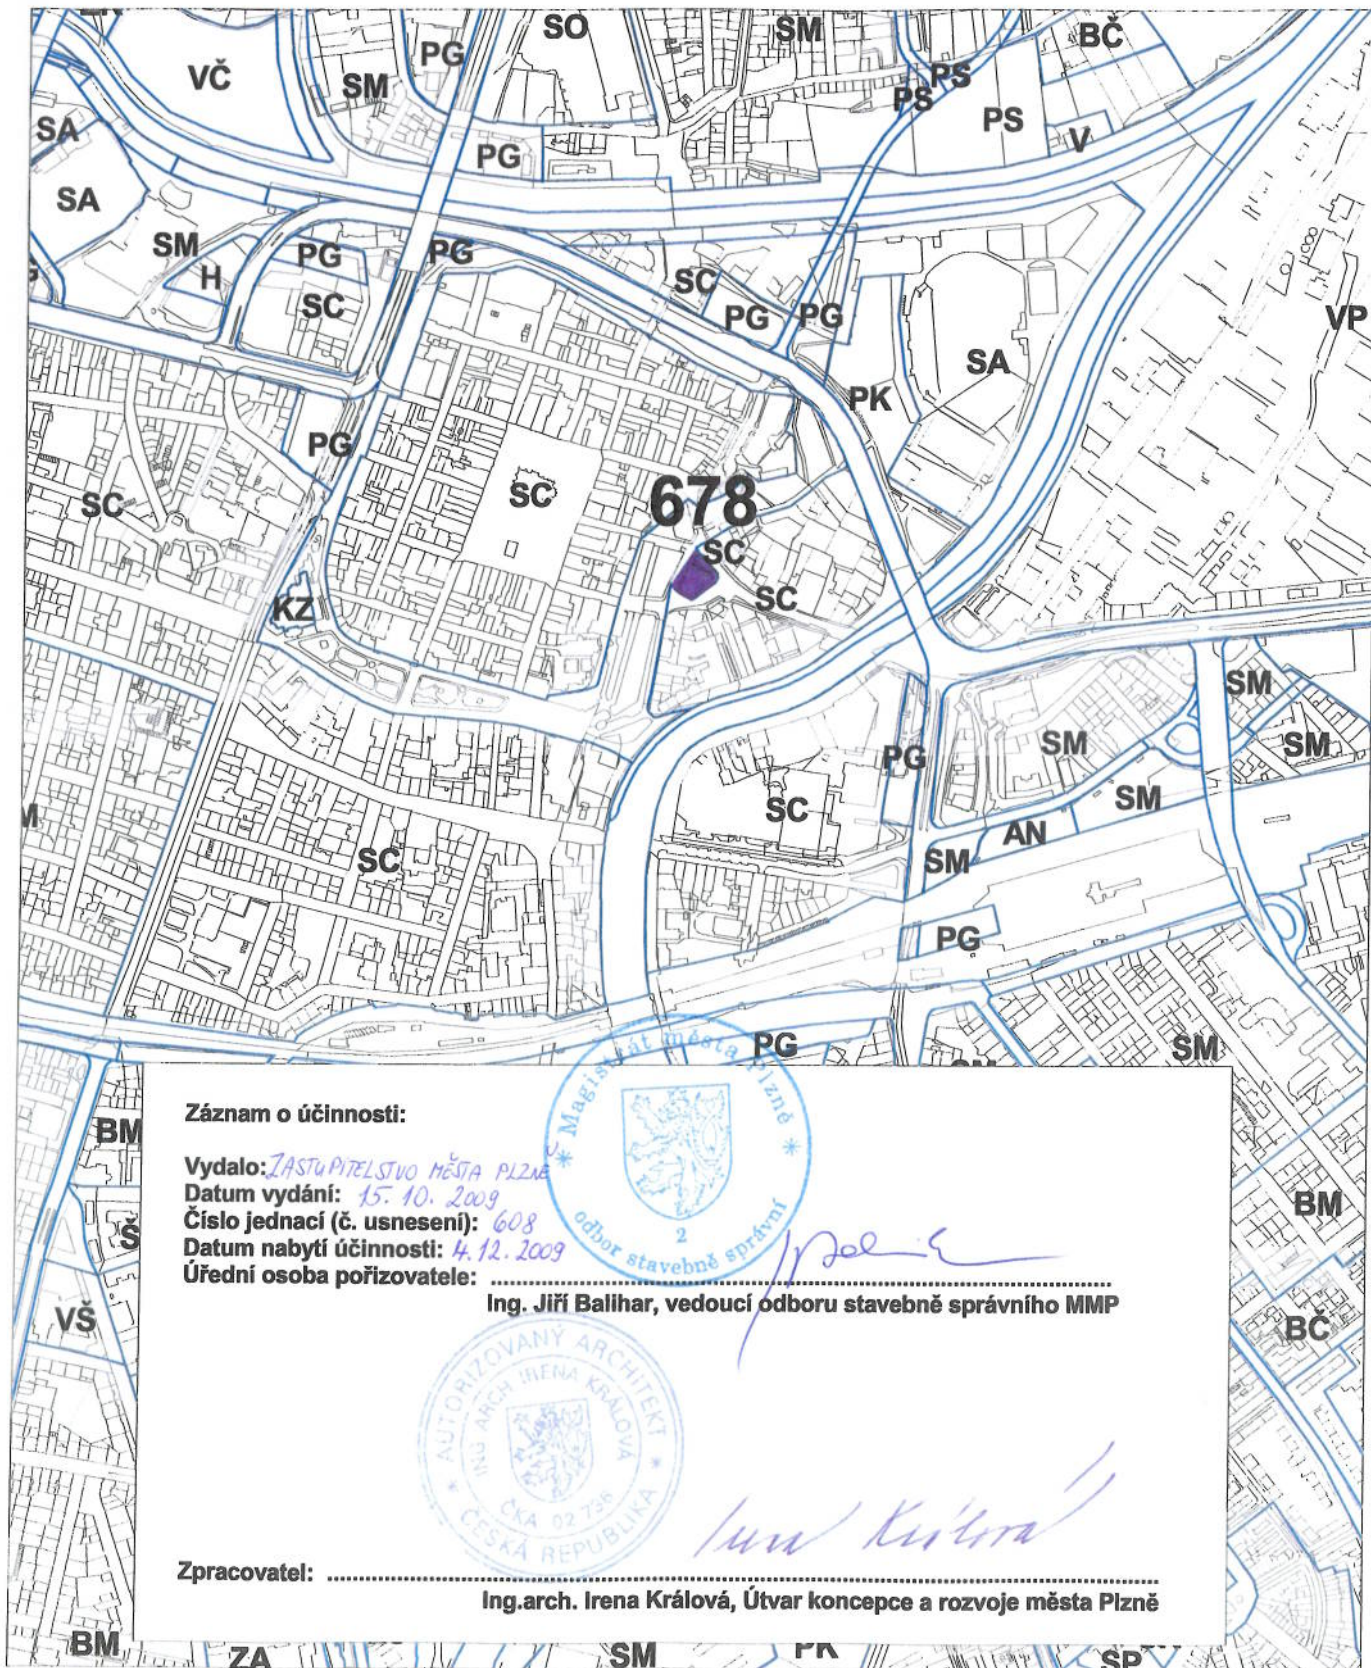 SO
SM
BČ
PG
VČ
SM
PS
PS
PS
SA
V
PG
SA
SM
PG
PG
H
SC
SC
PG
PG
VP
SA
PK
PG
SC
SC
678
SC
SC
KZ
SM
SM
SM
PG
SM
SC
AN
SC
SM
PG
PG
SM
BM
Záznam o účinnosti:
Vydalo: ZASTUPITELSTVO MĚSTA PLZNĚ
Datum vydání: 15. 10. 2009
Číslo jednací (č. usnesení): 608
Datum nabytí účinnosti: 4. 12. 2009
Úřední osoba pořizovatele:
Ing. Jiří Balihar, vedoucí odboru stavebně správního MMP
* Magistrát města Plzně *
odbor stavebně správní
2
BM
VŠ
BČ
* AUTORIZOVANÝ ARCHITEKT *
ČESKÁ REPUBLIKA
ING ARCH IRENA KRÁLOVÁ
ČKA 02 736
Irena Králová
Zpracovatel:
Ing.arch. Irena Králová, Útvar koncepce a rozvoje města Plzně
BM
ZA
SM
PK
SP